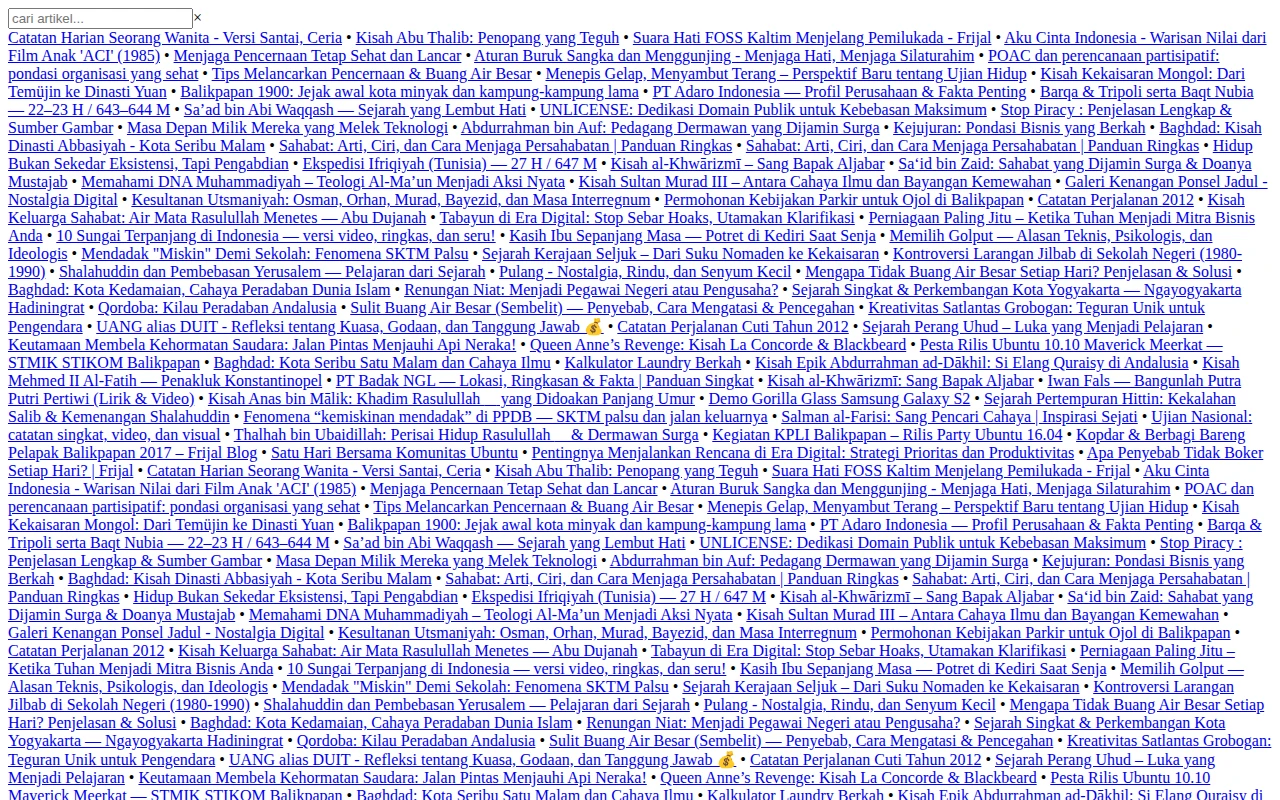 cari artikel... ×
Catatan Harian Seorang Wanita - Versi Santai, Ceria • Kisah Abu Thalib: Penopang yang Teguh • Suara Hati FOSS Kaltim Menjelang Pemilukada - Frijal • Aku Cinta Indonesia - Warisan Nilai dari
Film Anak 'ACI' (1985) • Menjaga Pencernaan Tetap Sehat dan Lancar • Aturan Buruk Sangka dan Menggunjing - Menjaga Hati, Menjaga Silaturahim • POAC dan perencanaan partisipatif:
pondasi organisasi yang sehat • Tips Melancarkan Pencernaan & Buang Air Besar • Menepis Gelap, Menyambut Terang – Perspektif Baru tentang Ujian Hidup • Kisah Kekaisaran Mongol: Dari
Temüjin ke Dinasti Yuan • Balikpapan 1900: Jejak awal kota minyak dan kampung-kampung lama • PT Adaro Indonesia — Profil Perusahaan & Fakta Penting • Barqa & Tripoli serta Baqt Nubia
— 22–23 H / 643–644 M • Sa’ad bin Abi Waqqash — Sejarah yang Lembut Hati • UNLICENSE: Dedikasi Domain Publik untuk Kebebasan Maksimum • Stop Piracy : Penjelasan Lengkap &
Sumber Gambar • Masa Depan Milik Mereka yang Melek Teknologi • Abdurrahman bin Auf: Pedagang Dermawan yang Dijamin Surga • Kejujuran: Pondasi Bisnis yang Berkah • Baghdad: Kisah
Dinasti Abbasiyah - Kota Seribu Malam • Sahabat: Arti, Ciri, dan Cara Menjaga Persahabatan | Panduan Ringkas • Sahabat: Arti, Ciri, dan Cara Menjaga Persahabatan | Panduan Ringkas • Hidup
Bukan Sekedar Eksistensi, Tapi Pengabdian • Ekspedisi Ifriqiyah (Tunisia) — 27 H / 647 M • Kisah al-Khwārizmī – Sang Bapak Aljabar • Sa‘id bin Zaid: Sahabat yang Dijamin Surga & Doanya
Mustajab • Memahami DNA Muhammadiyah – Teologi Al-Ma’un Menjadi Aksi Nyata • Kisah Sultan Murad III – Antara Cahaya Ilmu dan Bayangan Kemewahan • Galeri Kenangan Ponsel Jadul -
Nostalgia Digital • Kesultanan Utsmaniyah: Osman, Orhan, Murad, Bayezid, dan Masa Interregnum • Permohonan Kebijakan Parkir untuk Ojol di Balikpapan • Catatan Perjalanan 2012 • Kisah
Keluarga Sahabat: Air Mata Rasulullah Menetes — Abu Dujanah • Tabayun di Era Digital: Stop Sebar Hoaks, Utamakan Klarifikasi • Perniagaan Paling Jitu – Ketika Tuhan Menjadi Mitra Bisnis
Anda • 10 Sungai Terpanjang di Indonesia — versi video, ringkas, dan seru! • Kasih Ibu Sepanjang Masa — Potret di Kediri Saat Senja • Memilih Golput — Alasan Teknis, Psikologis, dan
Ideologis • Mendadak "Miskin" Demi Sekolah: Fenomena SKTM Palsu • Sejarah Kerajaan Seljuk – Dari Suku Nomaden ke Kekaisaran • Kontroversi Larangan Jilbab di Sekolah Negeri (1980-
1990) • Shalahuddin dan Pembebasan Yerusalem — Pelajaran dari Sejarah • Pulang - Nostalgia, Rindu, dan Senyum Kecil • Mengapa Tidak Buang Air Besar Setiap Hari? Penjelasan & Solusi •
Baghdad: Kota Kedamaian, Cahaya Peradaban Dunia Islam • Renungan Niat: Menjadi Pegawai Negeri atau Pengusaha? • Sejarah Singkat & Perkembangan Kota Yogyakarta — Ngayogyakarta
Hadiningrat • Qordoba: Kilau Peradaban Andalusia • Sulit Buang Air Besar (Sembelit) — Penyebab, Cara Mengatasi & Pencegahan • Kreativitas Satlantas Grobogan: Teguran Unik untuk
Pengendara • UANG alias DUIT - Refleksi tentang Kuasa, Godaan, dan Tanggung Jawab 💰 • Catatan Perjalanan Cuti Tahun 2012 • Sejarah Perang Uhud – Luka yang Menjadi Pelajaran •
Keutamaan Membela Kehormatan Saudara: Jalan Pintas Menjauhi Api Neraka! • Queen Anne’s Revenge: Kisah La Concorde & Blackbeard • Pesta Rilis Ubuntu 10.10 Maverick Meerkat —
STMIK STIKOM Balikpapan • Baghdad: Kota Seribu Satu Malam dan Cahaya Ilmu • Kalkulator Laundry Berkah • Kisah Epik Abdurrahman ad-Dākhil: Si Elang Quraisy di Andalusia • Kisah
Mehmed II Al-Fatih — Penakluk Konstantinopel • PT Badak NGL — Lokasi, Ringkasan & Fakta | Panduan Singkat • Kisah al-Khwārizmī: Sang Bapak Aljabar • Iwan Fals — Bangunlah Putra
Putri Pertiwi (Lirik & Video) • Kisah Anas bin Mālik: Khadim Rasulullah yang Didoakan Panjang Umur • Demo Gorilla Glass Samsung Galaxy S2 • Sejarah Pertempuran Hittin: Kekalahan
Salib & Kemenangan Shalahuddin • Fenomena “kemiskinan mendadak” di PPDB — SKTM palsu dan jalan keluarnya • Salman al-Farisi: Sang Pencari Cahaya | Inspirasi Sejati • Ujian Nasional:
catatan singkat, video, dan visual • Thalhah bin Ubaidillah: Perisai Hidup Rasulullah & Dermawan Surga • Kegiatan KPLI Balikpapan – Rilis Party Ubuntu 16.04 • Kopdar & Berbagi Bareng
Pelapak Balikpapan 2017 – Frijal Blog • Satu Hari Bersama Komunitas Ubuntu • Pentingnya Menjalankan Rencana di Era Digital: Strategi Prioritas dan Produktivitas • Apa Penyebab Tidak Boker
Setiap Hari? | Frijal • Catatan Harian Seorang Wanita - Versi Santai, Ceria • Kisah Abu Thalib: Penopang yang Teguh • Suara Hati FOSS Kaltim Menjelang Pemilukada - Frijal • Aku Cinta
Indonesia - Warisan Nilai dari Film Anak 'ACI' (1985) • Menjaga Pencernaan Tetap Sehat dan Lancar • Aturan Buruk Sangka dan Menggunjing - Menjaga Hati, Menjaga Silaturahim • POAC dan
perencanaan partisipatif: pondasi organisasi yang sehat • Tips Melancarkan Pencernaan & Buang Air Besar • Menepis Gelap, Menyambut Terang – Perspektif Baru tentang Ujian Hidup • Kisah
Kekaisaran Mongol: Dari Temüjin ke Dinasti Yuan • Balikpapan 1900: Jejak awal kota minyak dan kampung-kampung lama • PT Adaro Indonesia — Profil Perusahaan & Fakta Penting • Barqa &
Tripoli serta Baqt Nubia — 22–23 H / 643–644 M • Sa’ad bin Abi Waqqash — Sejarah yang Lembut Hati • UNLICENSE: Dedikasi Domain Publik untuk Kebebasan Maksimum • Stop Piracy :
Penjelasan Lengkap & Sumber Gambar • Masa Depan Milik Mereka yang Melek Teknologi • Abdurrahman bin Auf: Pedagang Dermawan yang Dijamin Surga • Kejujuran: Pondasi Bisnis yang
Berkah • Baghdad: Kisah Dinasti Abbasiyah - Kota Seribu Malam • Sahabat: Arti, Ciri, dan Cara Menjaga Persahabatan | Panduan Ringkas • Sahabat: Arti, Ciri, dan Cara Menjaga Persahabatan |
Panduan Ringkas • Hidup Bukan Sekedar Eksistensi, Tapi Pengabdian • Ekspedisi Ifriqiyah (Tunisia) — 27 H / 647 M • Kisah al-Khwārizmī – Sang Bapak Aljabar • Sa‘id bin Zaid: Sahabat yang
Dijamin Surga & Doanya Mustajab • Memahami DNA Muhammadiyah – Teologi Al-Ma’un Menjadi Aksi Nyata • Kisah Sultan Murad III – Antara Cahaya Ilmu dan Bayangan Kemewahan •
Galeri Kenangan Ponsel Jadul - Nostalgia Digital • Kesultanan Utsmaniyah: Osman, Orhan, Murad, Bayezid, dan Masa Interregnum • Permohonan Kebijakan Parkir untuk Ojol di Balikpapan •
Catatan Perjalanan 2012 • Kisah Keluarga Sahabat: Air Mata Rasulullah Menetes — Abu Dujanah • Tabayun di Era Digital: Stop Sebar Hoaks, Utamakan Klarifikasi • Perniagaan Paling Jitu –
Ketika Tuhan Menjadi Mitra Bisnis Anda • 10 Sungai Terpanjang di Indonesia — versi video, ringkas, dan seru! • Kasih Ibu Sepanjang Masa — Potret di Kediri Saat Senja • Memilih Golput —
Alasan Teknis, Psikologis, dan Ideologis • Mendadak "Miskin" Demi Sekolah: Fenomena SKTM Palsu • Sejarah Kerajaan Seljuk – Dari Suku Nomaden ke Kekaisaran • Kontroversi Larangan
Jilbab di Sekolah Negeri (1980-1990) • Shalahuddin dan Pembebasan Yerusalem — Pelajaran dari Sejarah • Pulang - Nostalgia, Rindu, dan Senyum Kecil • Mengapa Tidak Buang Air Besar Setiap
Hari? Penjelasan & Solusi • Baghdad: Kota Kedamaian, Cahaya Peradaban Dunia Islam • Renungan Niat: Menjadi Pegawai Negeri atau Pengusaha? • Sejarah Singkat & Perkembangan Kota
Yogyakarta — Ngayogyakarta Hadiningrat • Qordoba: Kilau Peradaban Andalusia • Sulit Buang Air Besar (Sembelit) — Penyebab, Cara Mengatasi & Pencegahan • Kreativitas Satlantas Grobogan:
Teguran Unik untuk Pengendara • UANG alias DUIT - Refleksi tentang Kuasa, Godaan, dan Tanggung Jawab 💰 • Catatan Perjalanan Cuti Tahun 2012 • Sejarah Perang Uhud – Luka yang
Menjadi Pelajaran • Keutamaan Membela Kehormatan Saudara: Jalan Pintas Menjauhi Api Neraka! • Queen Anne’s Revenge: Kisah La Concorde & Blackbeard • Pesta Rilis Ubuntu 10.10
Maverick Meerkat — STMIK STIKOM Balikpapan • Baghdad: Kota Seribu Satu Malam dan Cahaya Ilmu • Kalkulator Laundry Berkah • Kisah Epik Abdurrahman ad-Dākhil: Si Elang Quraisy di